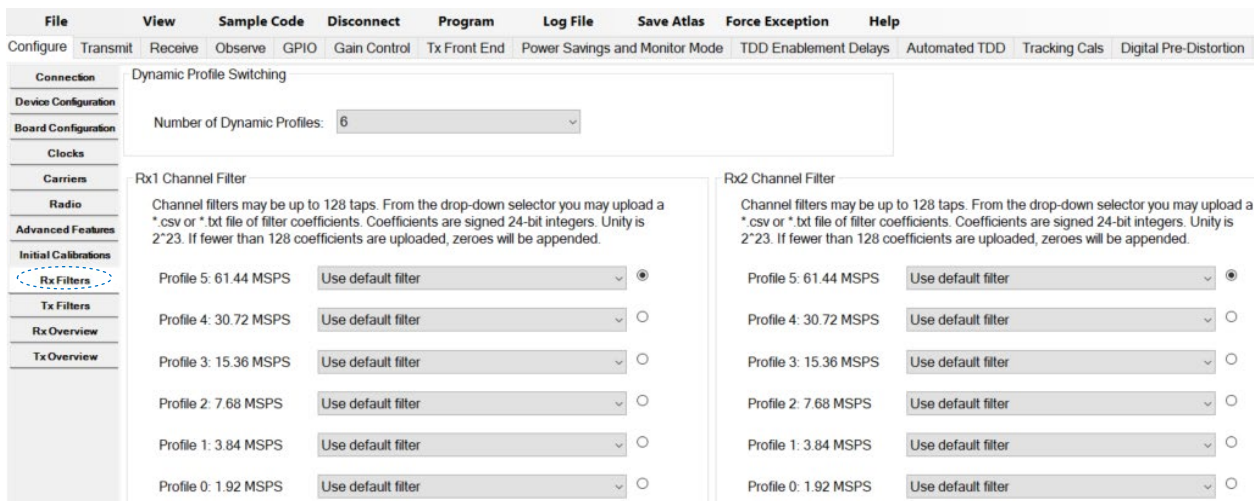 File View Sample Code Disconnect Program Log File Save Atlas Force Exception Help
Configure Transmit Receive Observe GPIO Gain Control Tx Front End Power Savings and Monitor Mode TDD Enablement Delays Automated TDD Tracking Cals Digital Pre-Distortion
Connection
Device Configuration
Board Configuration
Clocks
Carriers
Radio
Advanced Features
Initial Calibrations
Rx Filters
Tx Filters
Rx Overview
Tx Overview
Dynamic Profile Switching
Number of Dynamic Profiles: 6
Rx1 Channel Filter
Channel filters may be up to 128 taps. From the drop-down selector you may upload a
*.csv or *.txt file of filter coefficients. Coefficients are signed 24-bit integers. Unity is
2^23. If fewer than 128 coefficients are uploaded, zeroes will be appended.
Profile 5: 61.44 MSPS Use default filter
Profile 4: 30.72 MSPS Use default filter
Profile 3: 15.36 MSPS Use default filter
Profile 2: 7.68 MSPS Use default filter
Profile 1: 3.84 MSPS Use default filter
Profile 0: 1.92 MSPS Use default filter
Rx2 Channel Filter
Channel filters may be up to 128 taps. From the drop-down selector you may upload a
*.csv or *.txt file of filter coefficients. Coefficients are signed 24-bit integers. Unity is
2^23. If fewer than 128 coefficients are uploaded, zeroes will be appended.
Profile 5: 61.44 MSPS Use default filter
Profile 4: 30.72 MSPS Use default filter
Profile 3: 15.36 MSPS Use default filter
Profile 2: 7.68 MSPS Use default filter
Profile 1: 3.84 MSPS Use default filter
Profile 0: 1.92 MSPS Use default filter